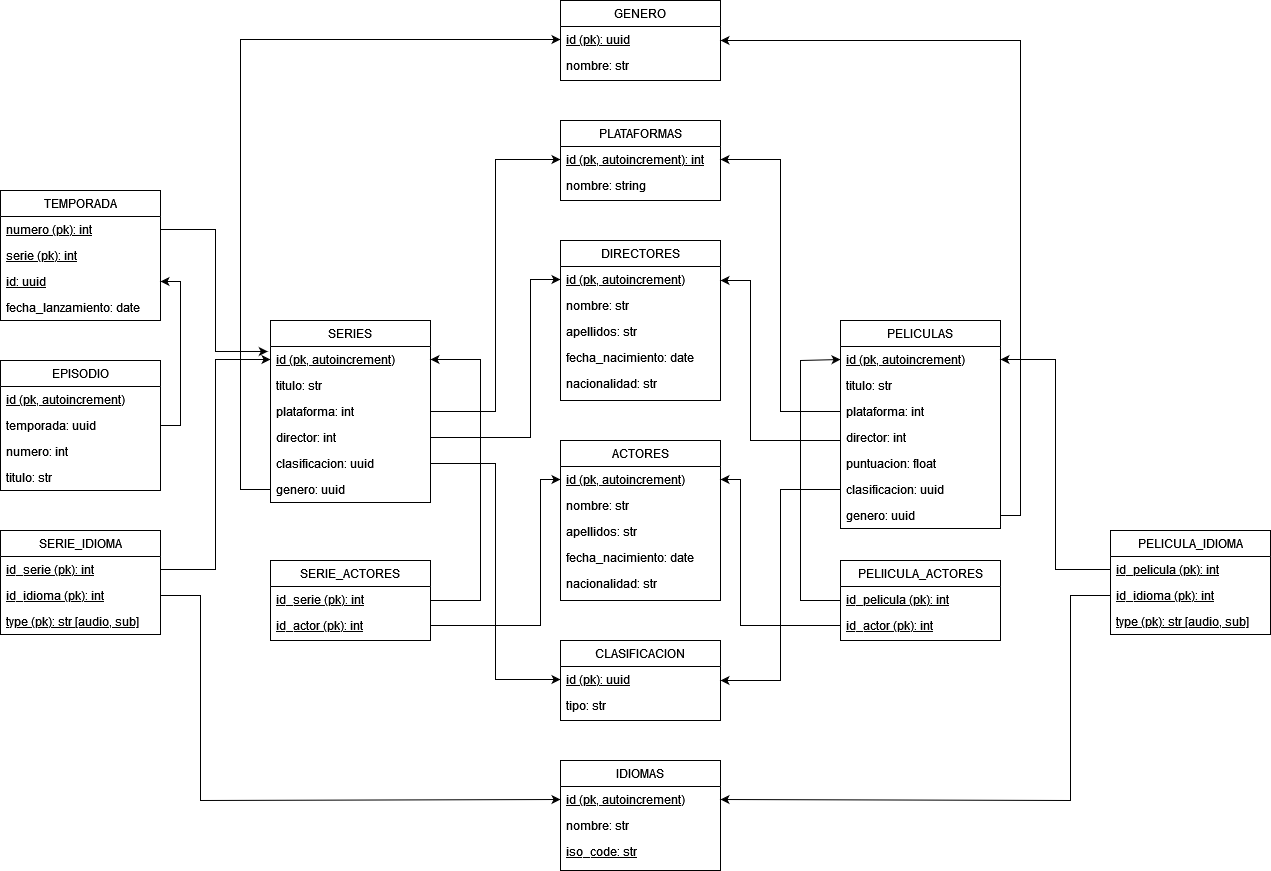 GENERO
id (pk): uuid
nombre: str
PLATAFORMAS
id (pk, autoincrement): int
nombre: string
TEMPORADA
numero (pk): int
serie (pk): int
id: uuid
fecha_lanzamiento: date
DIRECTORES
id (pk, autoincrement)
nombre: str
apellidos: str
fecha_nacimiento: date
nacionalidad: str
SERIES
id (pk, autoincrement)
titulo: str
plataforma: int
director: int
clasificacion: uuid
genero: uuid
PELICULAS
id (pk, autoincrement)
titulo: str
plataforma: int
director: int
puntuacion: float
clasificacion: uuid
genero: uuid
EPISODIO
id (pk, autoincrement)
temporada: uuid
numero: int
titulo: str
ACTORES
id (pk, autoincrement)
nombre: str
apellidos: str
fecha_nacimiento: date
nacionalidad: str
SERIE_IDIOMA
id_serie (pk): int
id_idioma (pk): int
type (pk): str [audio, sub]
SERIE_ACTORES
id_serie (pk): int
id_actor (pk): int
PELIICULA_ACTORES
id_pelicula (pk): int
id_actor (pk): int
PELICULA_IDIOMA
id_pelicula (pk): int
id_idioma (pk): int
type (pk): str [audio, sub]
CLASIFICACION
id (pk): uuid
tipo: str
IDIOMAS
id (pk, autoincrement)
nombre: str
iso_code: str